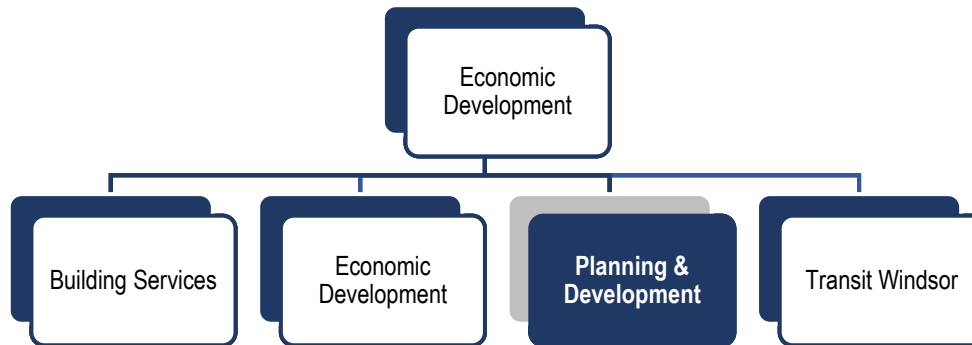 Economic
Development
Building Services
Economic
Development
Planning &
Development
Transit Windsor